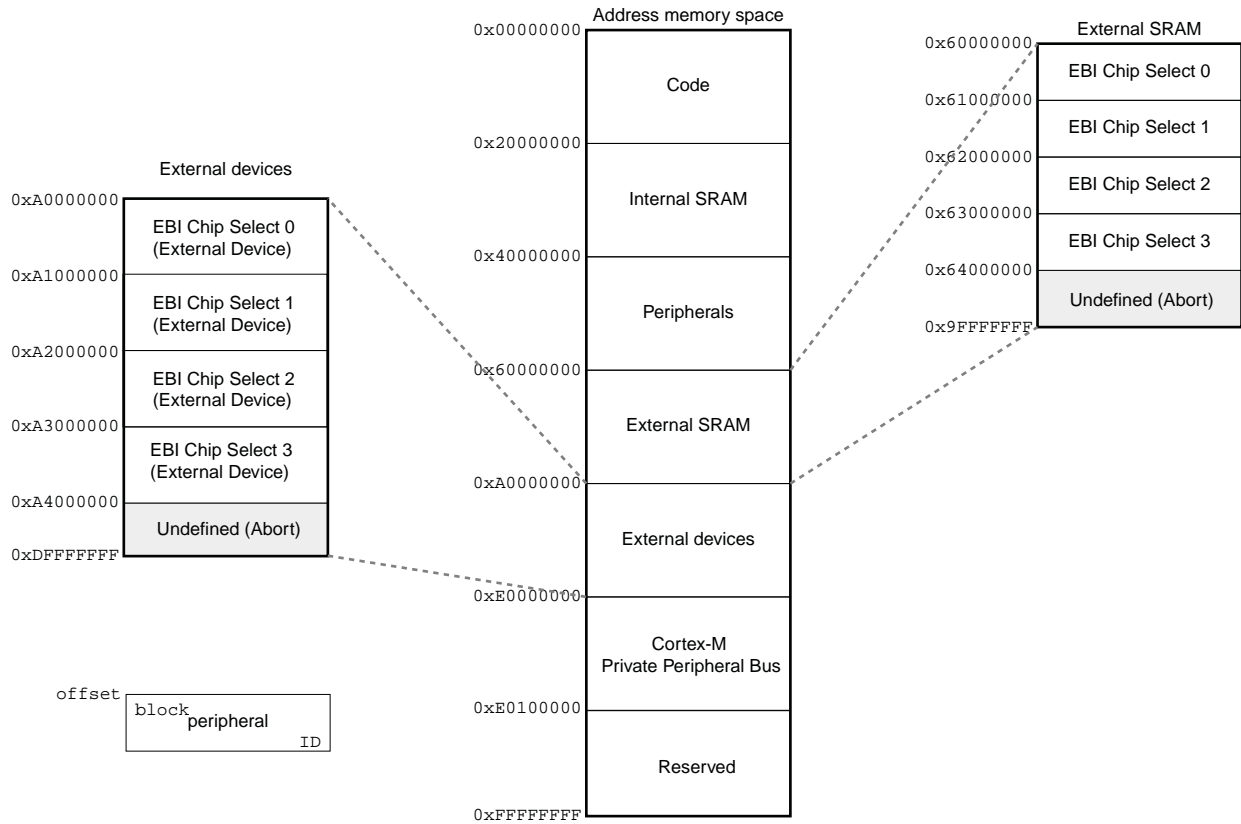 External devices
0xA0000000
EBI Chip Select 0
(External Device)
0xA1000000
EBI Chip Select 1
(External Device)
0xA2000000
EBI Chip Select 2
(External Device)
0xA3000000
EBI Chip Select 3
(External Device)
0xA4000000
Undefined (Abort)
0xDFFFFFFF
offset
block
peripheral
ID
Address memory space
0x00000000
Code
0x20000000
Internal SRAM
0x40000000
Peripherals
0x60000000
External SRAM
0xA0000000
External devices
0xE0000000
Cortex-M
Private Peripheral Bus
0xE0100000
Reserved
0xFFFFFFFF
External SRAM
0x60000000
EBI Chip Select 0
0x61000000
EBI Chip Select 1
0x62000000
EBI Chip Select 2
0x63000000
EBI Chip Select 3
0x64000000
Undefined (Abort)
0x9FFFFFFF